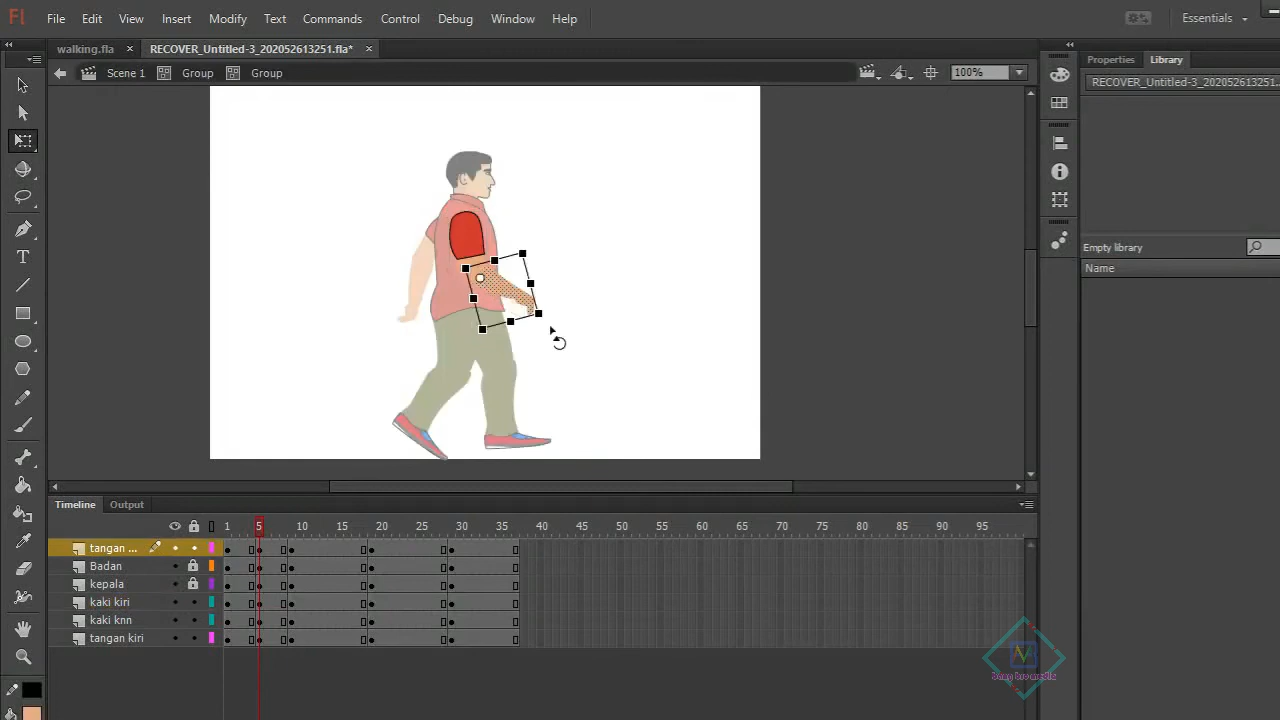 Fl File Edit View Insert Modify Text Commands Control Debug Window Help Essentials
walking.fla RECOVER_Untitled-3_202052613251.fla*
Scene 1 Group Group 100%
Properties Library
RECOVER_Untitled-3_202052613251.
Empty library
Name
Timeline Output
1 5 10 15 20 25 30 35 40 45 50 55 60 65 70 75 80 85 90 95
tangan ...
Badan
kepala
kaki kiri
kaki knn
tangan kiri